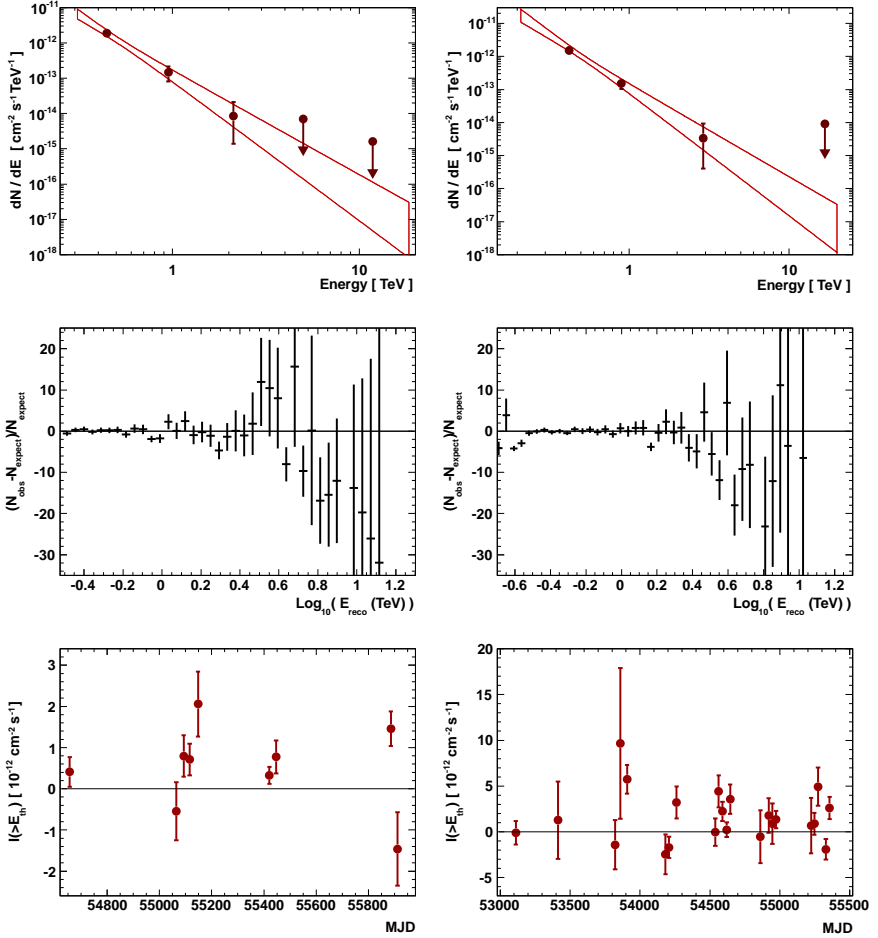 dN / dE [ cm⁻² s⁻¹ TeV⁻¹ ]
10⁻¹¹
10⁻¹²
10⁻¹³
10⁻¹⁴
10⁻¹⁵
10⁻¹⁶
10⁻¹⁷
10⁻¹⁸
1 10
Energy [ TeV ]
dN / dE [ cm⁻² s⁻¹ TeV⁻¹ ]
10⁻¹¹
10⁻¹²
10⁻¹³
10⁻¹⁴
10⁻¹⁵
10⁻¹⁶
10⁻¹⁷
10⁻¹⁸
1 10
Energy [ TeV ]
(N_obs -N_expect)/N_expect
20
10
0
-10
-20
-30
-0.4 -0.2 0 0.2 0.4 0.6 0.8 1 1.2
Log₁₀( E_reco (TeV) )
(N_obs -N_expect)/N_expect
20
10
0
-10
-20
-30
-0.6 -0.4 -0.2 0 0.2 0.4 0.6 0.8 1 1.2
Log₁₀( E_reco (TeV) )
I(>E_th) [ 10⁻¹² cm⁻² s⁻¹ ]
3
2
1
0
-1
-2
54800 55000 55200 55400 55600 55800
MJD
I(>E_th) [ 10⁻¹² cm⁻² s⁻¹ ]
20
15
10
5
0
-5
53000 53500 54000 54500 55000 55500
MJD